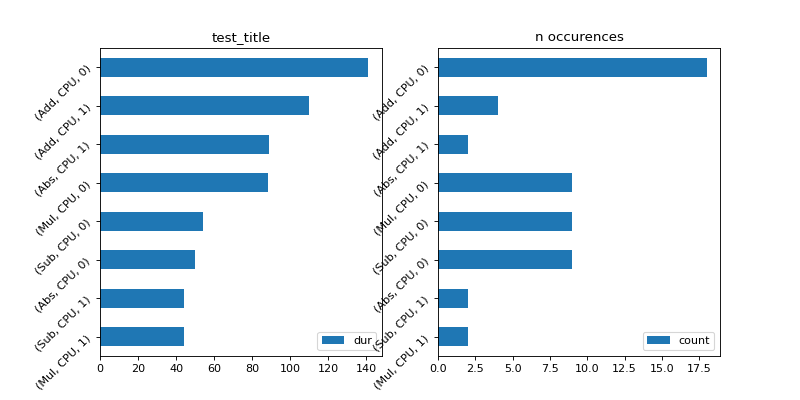 test_title
(Add, CPU, 0)
(Add, CPU, 1)
(Abs, CPU, 1)
(Mul, CPU, 0)
(Sub, CPU, 0)
(Abs, CPU, 0)
(Sub, CPU, 1)
(Mul, CPU, 1)
dur
0 20 40 60 80 100 120 140
n occurences
(Add, CPU, 0)
(Add, CPU, 1)
(Abs, CPU, 1)
(Mul, CPU, 0)
(Sub, CPU, 0)
(Abs, CPU, 0)
(Sub, CPU, 1)
(Mul, CPU, 1)
count
0.0 2.5 5.0 7.5 10.0 12.5 15.0 17.5